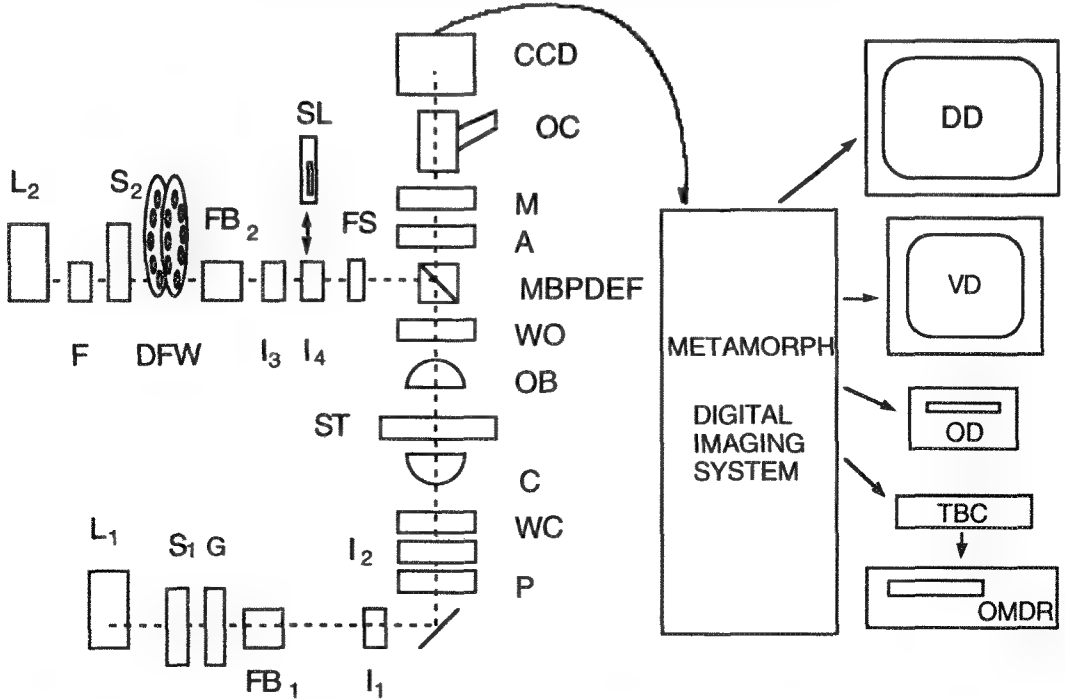 CCD
SL
OC
DD
L2
S2
FB2
FS
M
A
MBPDEF
VD
F
DFW
I3
I4
WO
METAMORPH
OB
ST
DIGITAL
IMAGING
SYSTEM
OD
C
TBC
L1
S1
G
I2
WC
P
OMDR
FB1
I1